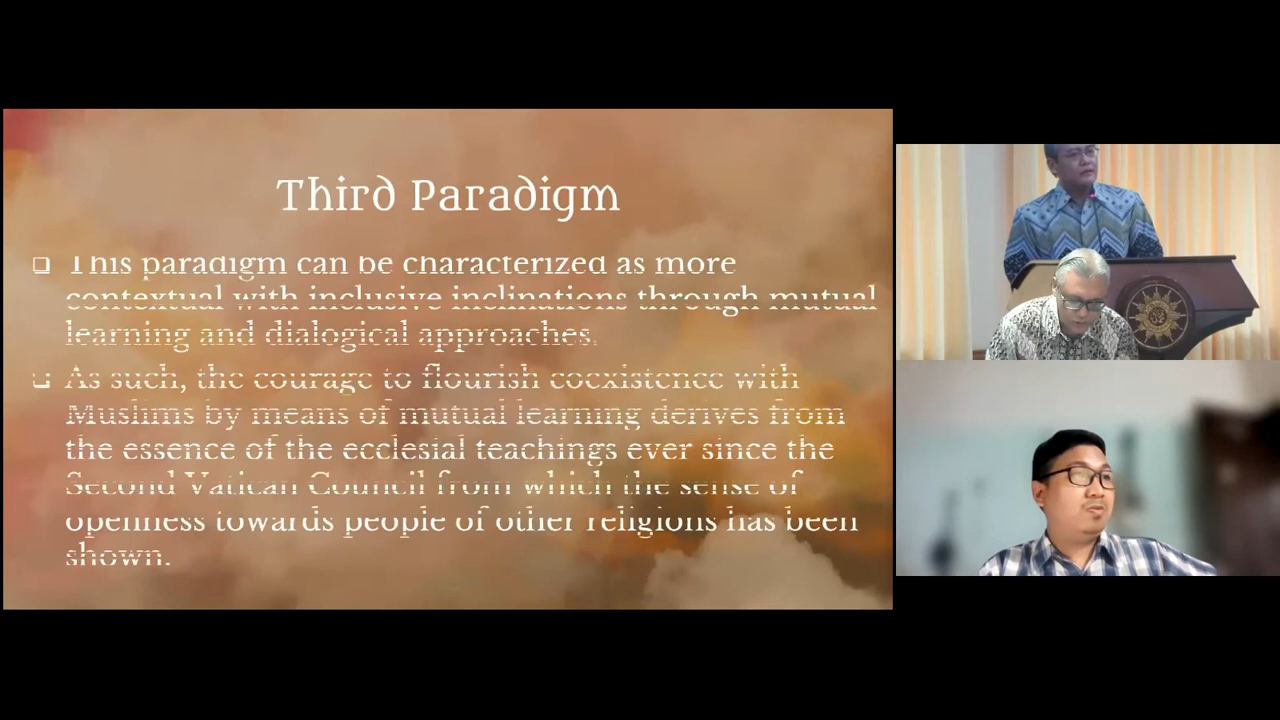 Third Paradigm
❑ This paradigm can be characterized as more
contextual with inclusive inclinations through mutual
learning and dialogical approaches.
❑ As such, the courage to flourish coexistence with
Muslims by means of mutual learning derives from
the essence of the ecclesial teachings ever since the
Second Vatican Council from which the sense of
openness towards people of other religions has been
shown.